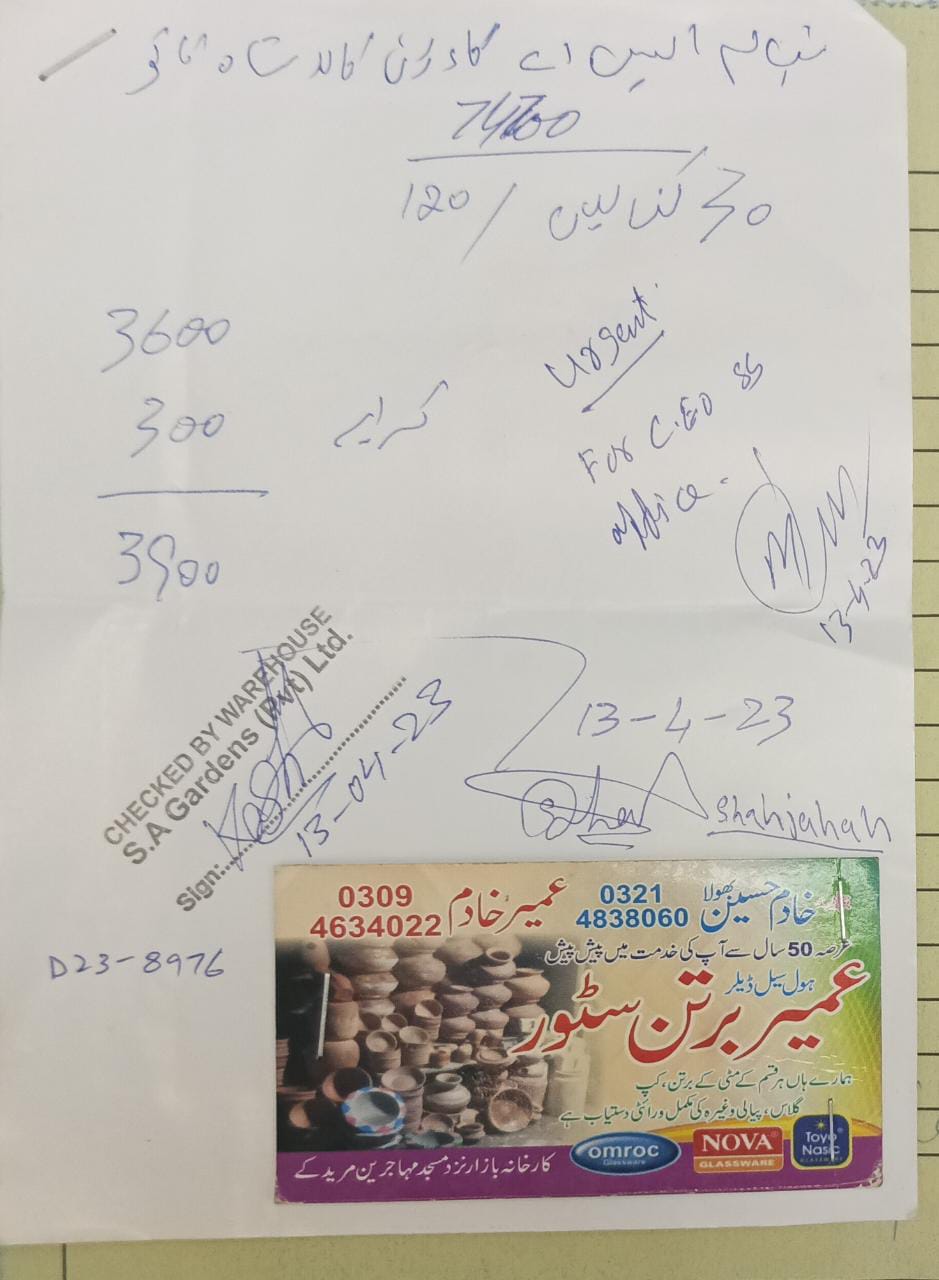 ایس اے گارڈن کالا شاہ کاکو
30 کنالیں / 120
3600
300 کرایہ
3900
Urgent.
For C.EO SS
office.
13-4-23
CHECKED BY WAREHOUSE
S.A Gardens (Pvt) Ltd.
Sign:
13-04-23
13-4-23
Shahjahan
D23-8976
خادم حسین بھولا 0321 4838060
عمیر خادم 0309 4634022
عرصہ 50 سال سے آپ کی خدمت میں پیش پیش
ہول سیل ڈیلر
عمیر برتن سٹور
ہمارے ہاں ہر قسم کے مٹی کے برتن، کپ
گلاس، پیالی وغیرہ کی مکمل ورائٹی دستیاب ہے
omroc
Glassware
NOVA
GLASSWARE
Toyo
Nasic
GLASSWARE
کارخانہ بازار نزد مسجد مہاجرین مریدکے